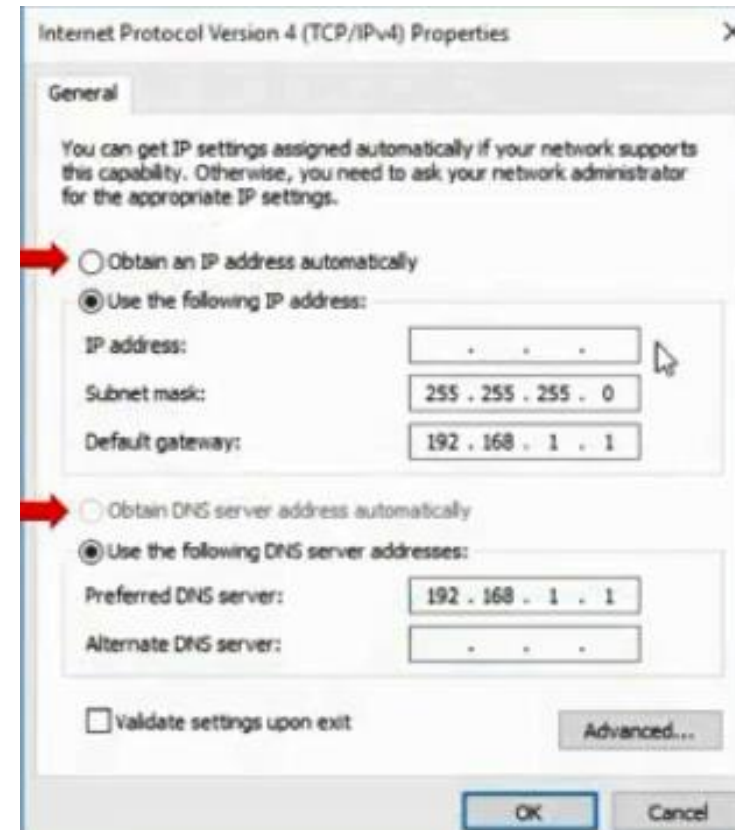 Internet Protocol Version 4 (TCP/IPv4) Properties
General
You can get IP settings assigned automatically if your network supports
this capability. Otherwise, you need to ask your network administrator
for the appropriate IP settings.
Obtain an IP address automatically
Use the following IP address:
IP address: . . .
Subnet mask: 255 . 255 . 255 . 0
Default gateway: 192 . 168 . 1 . 1
Obtain DNS server address automatically
Use the following DNS server addresses:
Preferred DNS server: 192 . 168 . 1 . 1
Alternate DNS server: . . .
Validate settings upon exit
Advanced...
OK Cancel